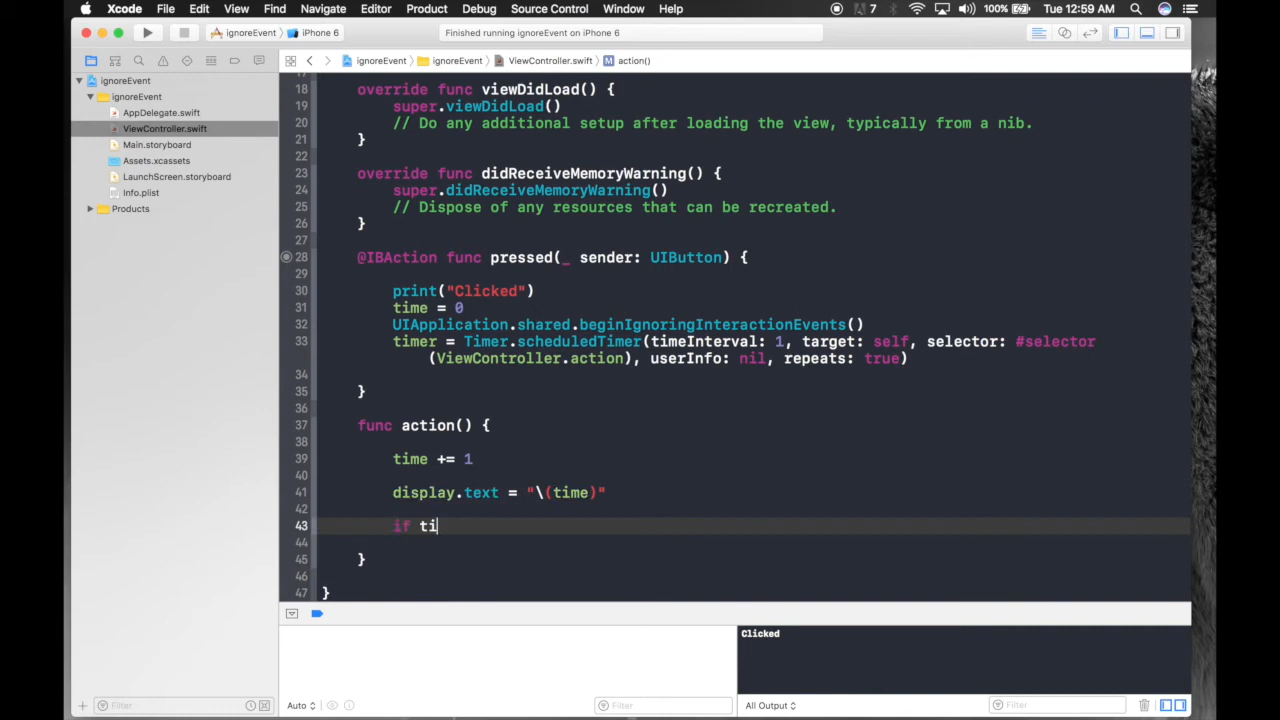 Xcode File Edit View Find Navigate Editor Product Debug Source Control Window Help 7 100% Tue 12:59 AM
ignoreEvent iPhone 6 Finished running ignoreEvent on iPhone 6
ignoreEvent ignoreEvent ViewController.swift M action()
ignoreEvent
ignoreEvent
AppDelegate.swift
ViewController.swift
Main.storyboard
Assets.xcassets
LaunchScreen.storyboard
Info.plist
Products
18 override func viewDidLoad() {
19 super.viewDidLoad()
20 // Do any additional setup after loading the view, typically from a nib.
21 }
22
23 override func didReceiveMemoryWarning() {
24 super.didReceiveMemoryWarning()
25 // Dispose of any resources that can be recreated.
26 }
27
28 @IBAction func pressed(_ sender: UIButton) {
29
30 print("Clicked")
31 time = 0
32 UIApplication.shared.beginIgnoringInteractionEvents()
33 timer = Timer.scheduledTimer(timeInterval: 1, target: self, selector: #selector
(ViewController.action), userInfo: nil, repeats: true)
34
35 }
36
37 func action() {
38
39 time += 1
40
41 display.text = "\(time)"
42
43 if ti
44
45 }
46
47 }
Clicked
Filter Auto Filter All Output Filter